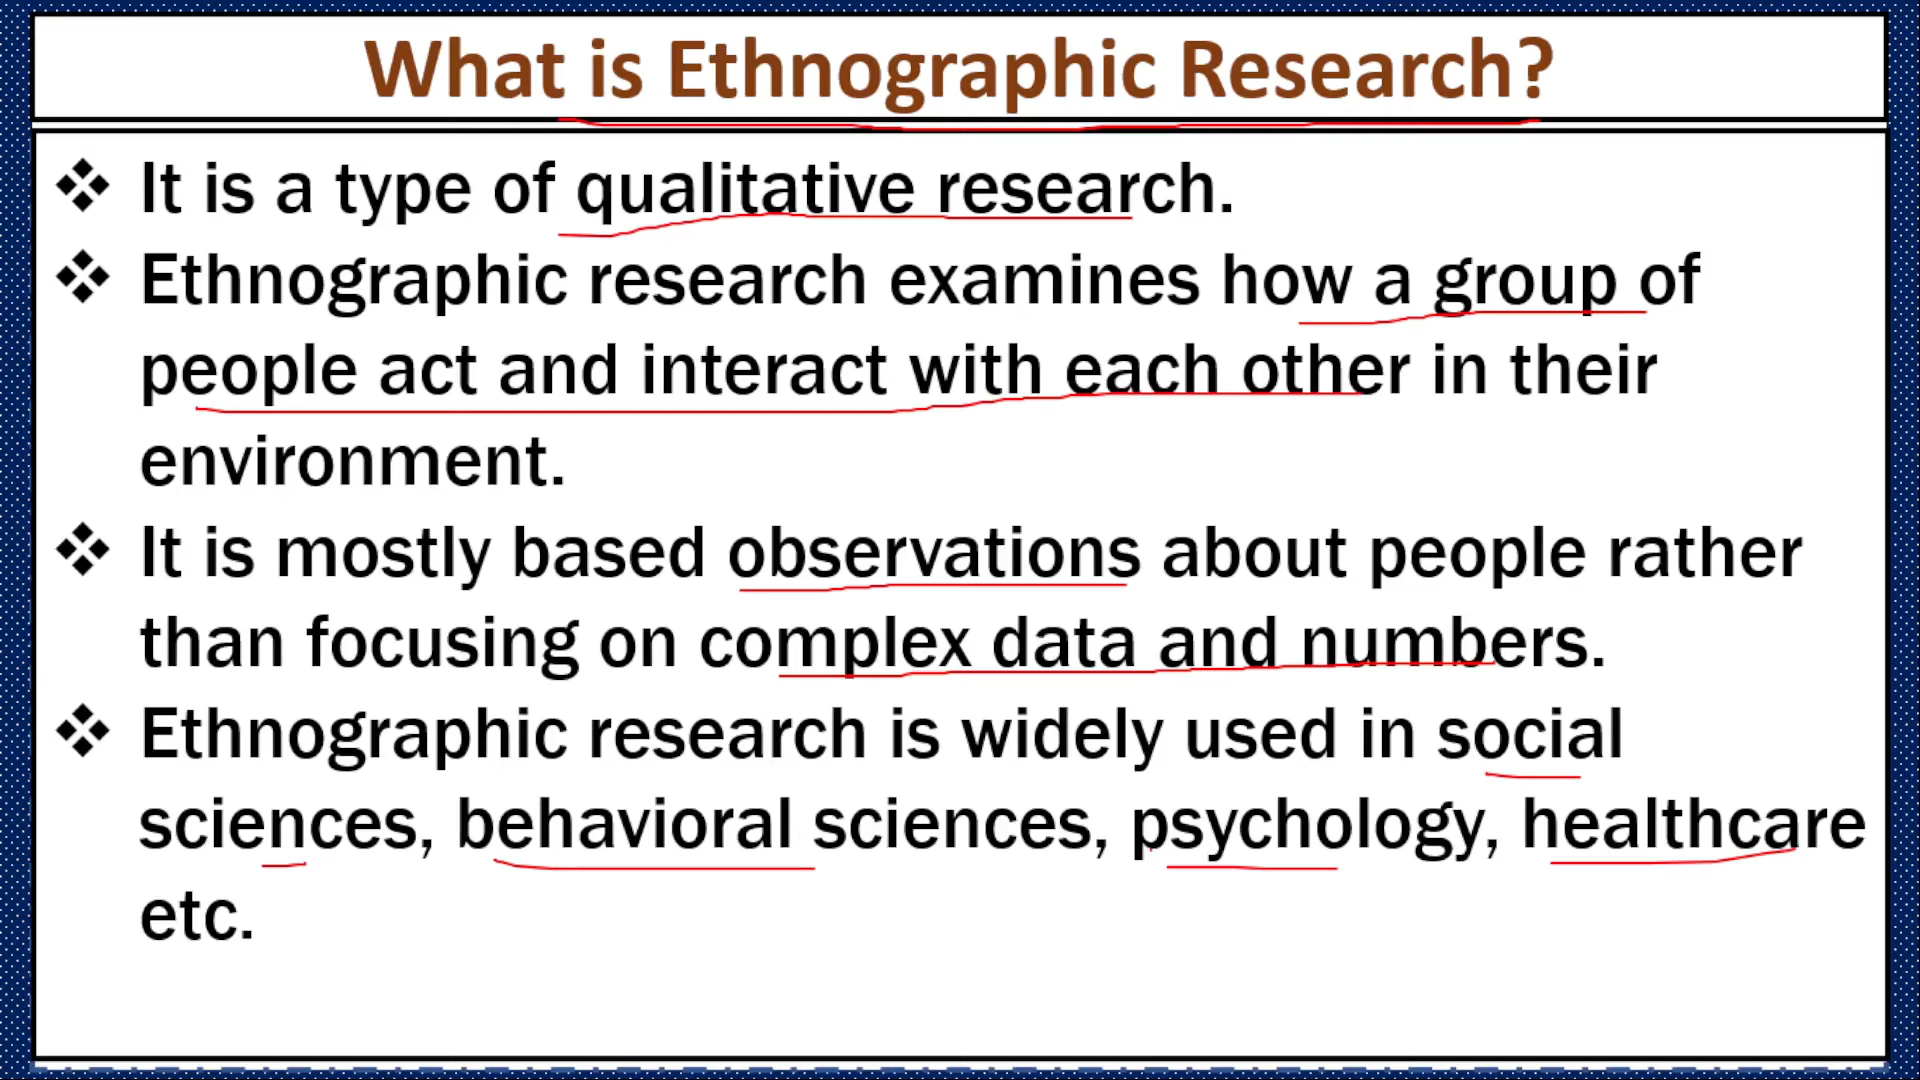 What is Ethnographic Research?
❖ It is a type of qualitative research.
❖ Ethnographic research examines how a group of
people act and interact with each other in their
environment.
❖ It is mostly based observations about people rather
than focusing on complex data and numbers.
❖ Ethnographic research is widely used in social
sciences, behavioral sciences, psychology, healthcare
etc.